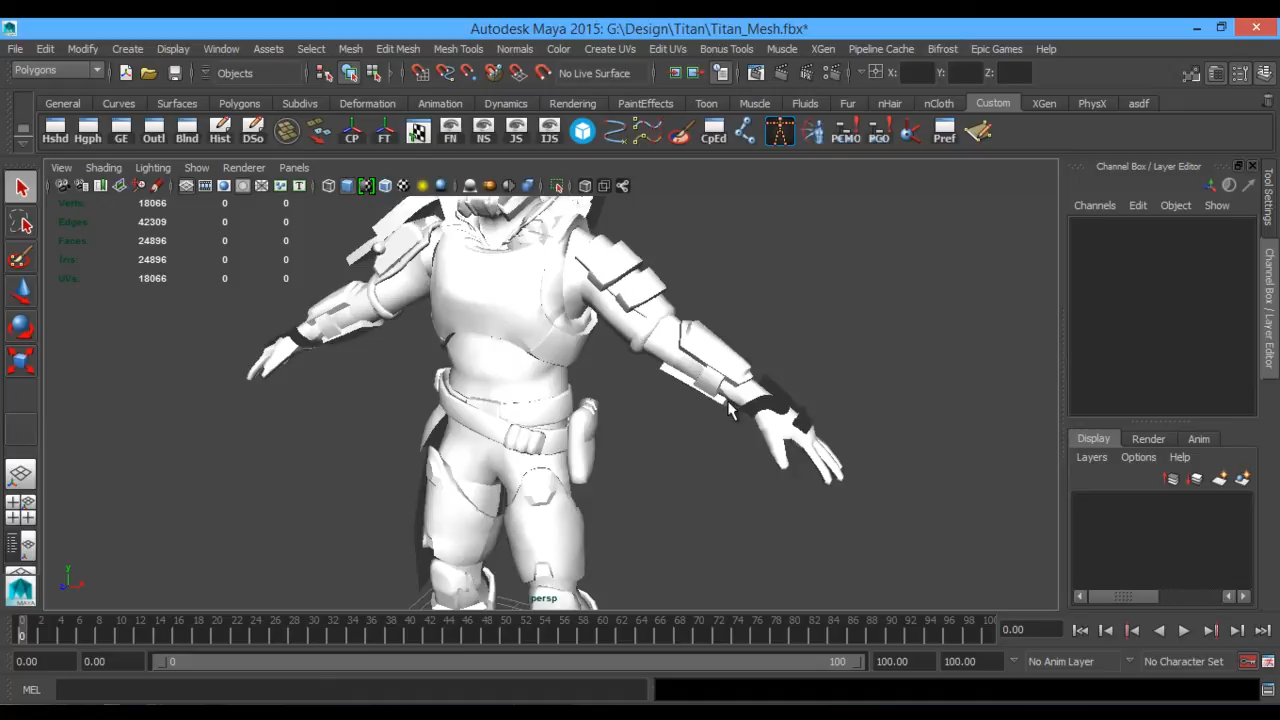 Autodesk Maya 2015: G:\Design\Titan\Titan_Mesh.fbx*
File Edit Modify Create Display Window Assets Select Mesh Edit Mesh Mesh Tools Normals Color Create UVs Edit UVs Bonus Tools Muscle XGen Pipeline Cache Bifrost Epic Games Help
Polygons Objects No Live Surface X: Y: Z:
General Curves Surfaces Polygons Subdivs Deformation Animation Dynamics Rendering PaintEffects Toon Muscle Fluids Fur nHair nCloth Custom XGen PhysX asdf
Hshd Hgph GE Outl Blnd Hist DSo CP FT FN NS JS IJS CpEd PCMO PGO Pref
View Shading Lighting Show Renderer Panels
Channel Box / Layer Editor
Channels Edit Object Show
Verts: 18066 0 0
Edges: 42309 0 0
Faces: 24896 0 0
Tris: 24896 0 0
UVs: 18066 0 0
Tool Settings
Channel Box / Layer Editor
Display Render Anim
Layers Options Help
MAYA
y
persp
0 2 4 6 8 10 12 14 16 18 20 22 24 26 28 30 32 34 36 38 40 42 44 46 48 50 52 54 56 58 60 62 64 66 68 70 72 74 76 78 80 82 84 86 88 90 92 94 96 98 100
0
0.00
0.00 0.00 0 100 100.00 100.00 No Anim Layer No Character Set
MEL